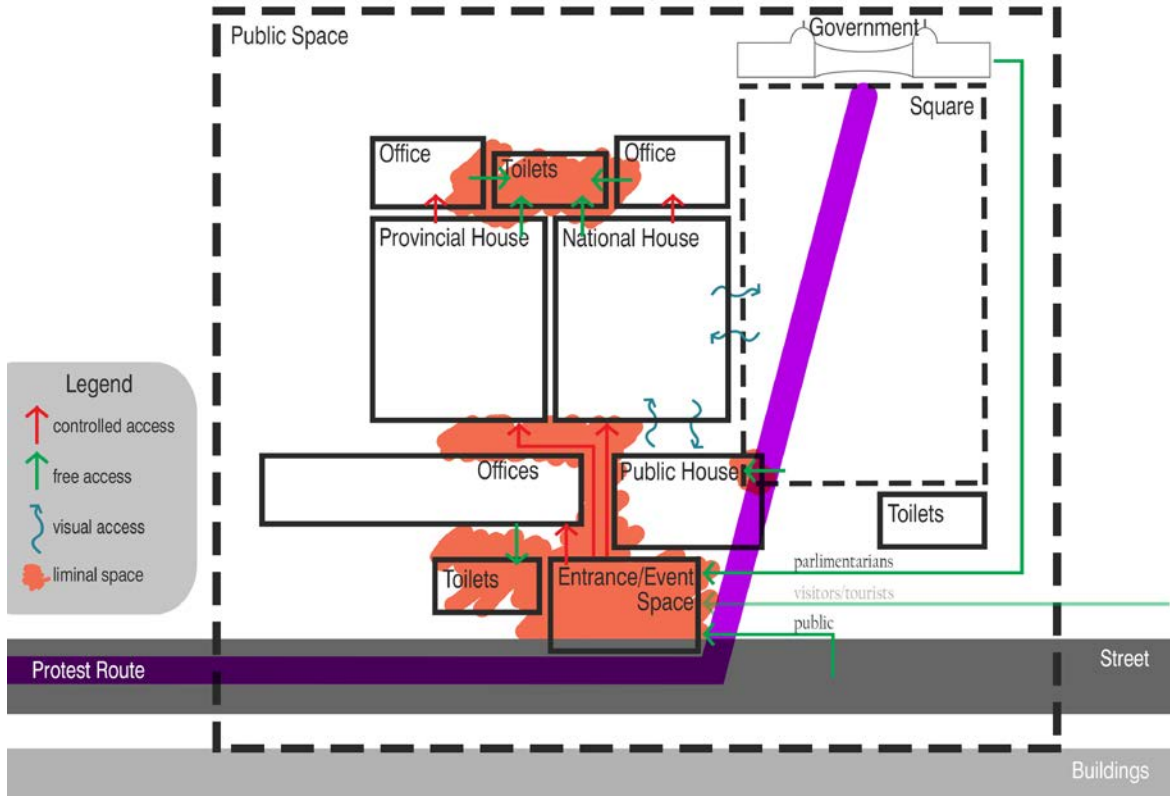 Government
Public Space
Square
Office
Toilets
Office
Provincial House
National House
Legend
controlled access
free access
visual access
liminal space
Offices
Public House
Toilets
Toilets
Entrance/Event
Space
parlimentarians
visitors/tourists
public
Protest Route
Street
Buildings